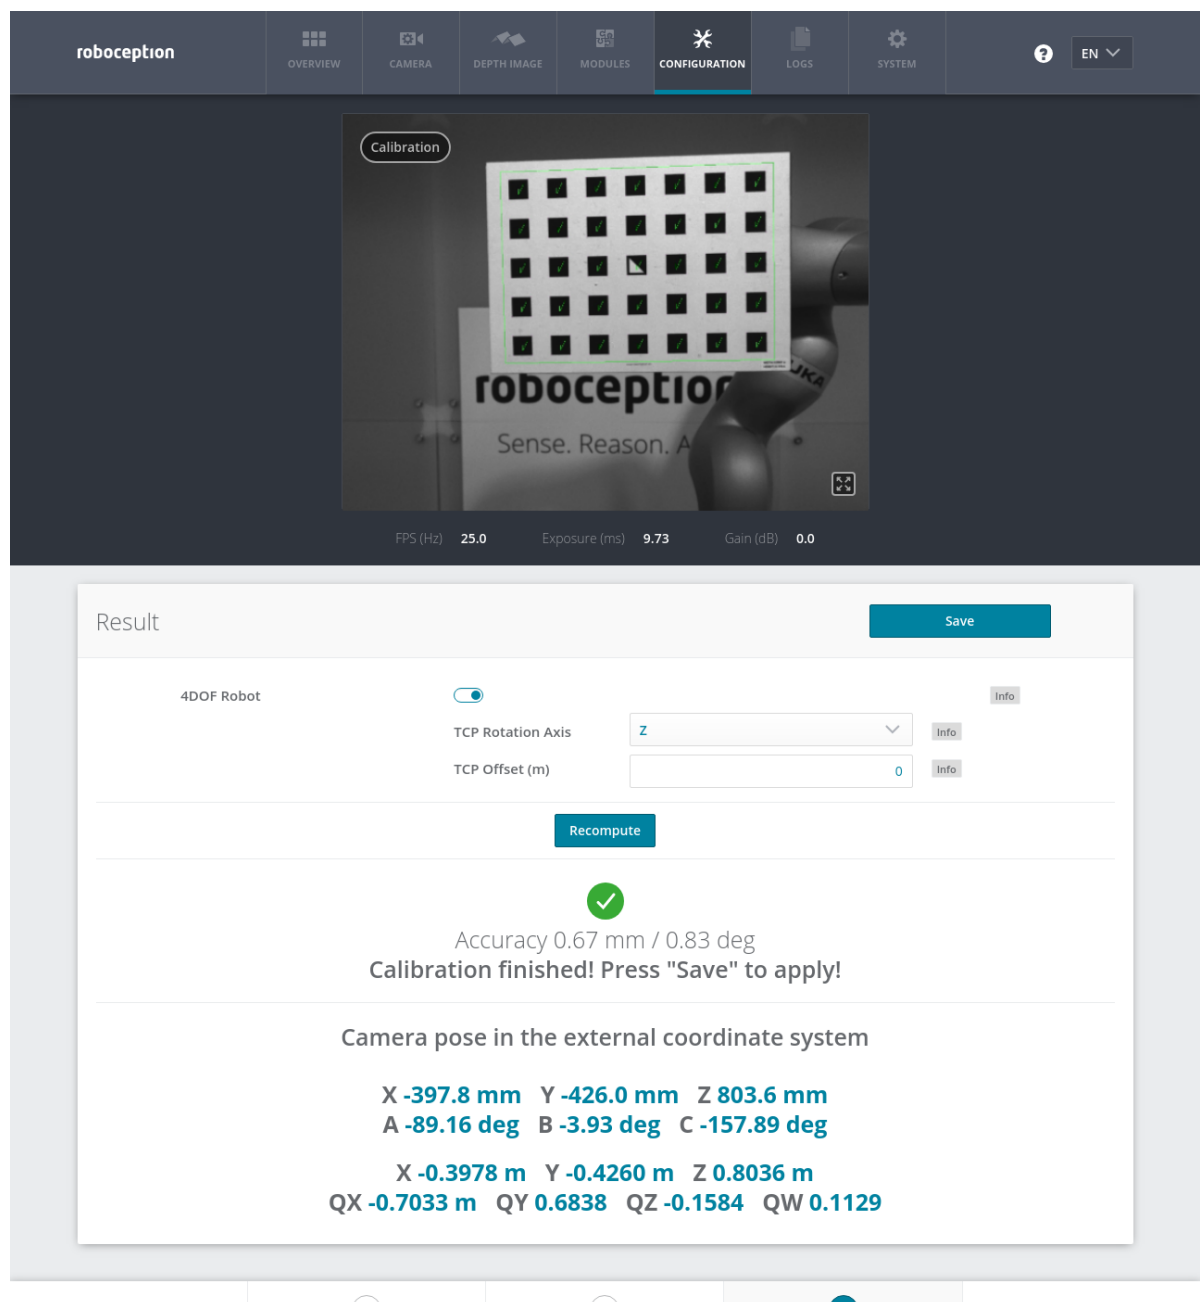 roboception
OVERVIEW
CAMERA
DEPTH IMAGE
MODULES
CONFIGURATION
LOGS
SYSTEM
EN
Calibration
KUKA
roboception
Sense. Reason. A
FPS (Hz) 25.0 Exposure (ms) 9.73 Gain (dB) 0.0
Result
Save
4DOF Robot
Info
TCP Rotation Axis
Z
Info
TCP Offset (m)
0
Info
Recompute
Accuracy 0.67 mm / 0.83 deg
Calibration finished! Press "Save" to apply!
Camera pose in the external coordinate system
X -397.8 mm Y -426.0 mm Z 803.6 mm
A -89.16 deg B -3.93 deg C -157.89 deg
X -0.3978 m Y -0.4260 m Z 0.8036 m
QX -0.7033 m QY 0.6838 QZ -0.1584 QW 0.1129